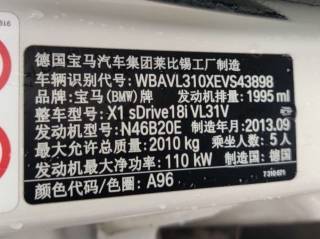 德国宝马汽车集团莱比锡工厂制造
车辆识别代号: WBAVL310XEVS43898
品牌: 宝马(BMW)牌 发动机排量: 1995 ml
整车型号: X1 sDrive18i VL31V
发动机型号: N46B20E 制造年月: 2013.09
最大允许总质量: 2010 kg 乘坐人数: 5人
发动机最大净功率: 110 kW 制造国: 德国
颜色代码/色圈: A96
7 310 071